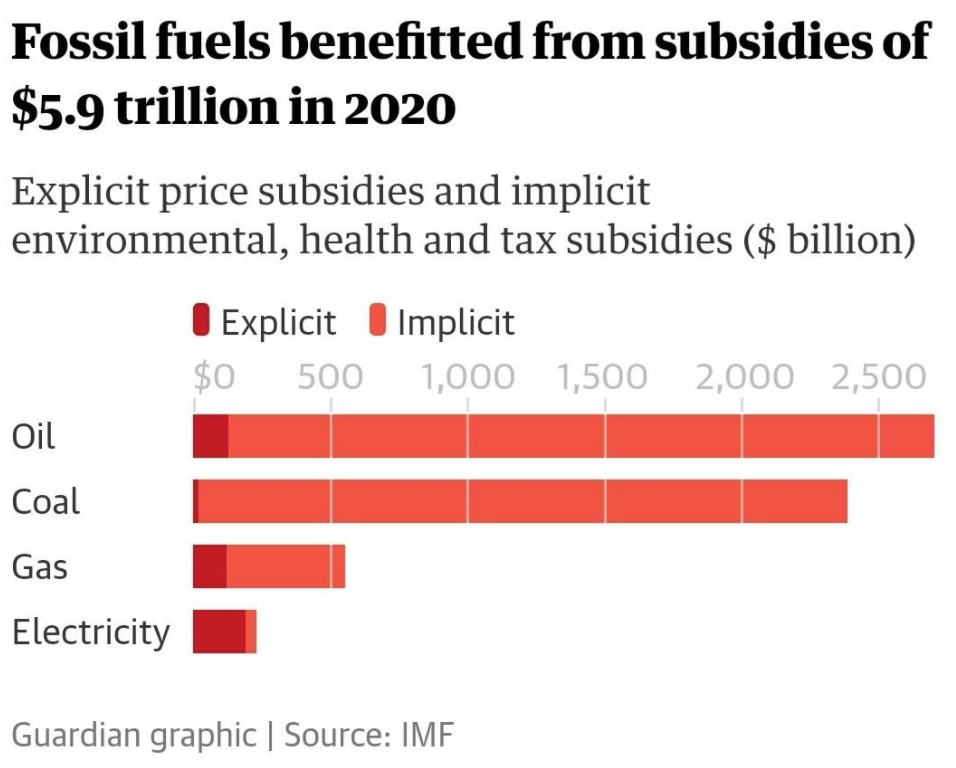 Fossil fuels benefitted from subsidies of
$5.9 trillion in 2020
Explicit price subsidies and implicit
environmental, health and tax subsidies ($ billion)
Explicit Implicit
$0 500 1,000 1,500 2,000 2,500
Oil
Coal
Gas
Electricity
Guardian graphic | Source: IMF